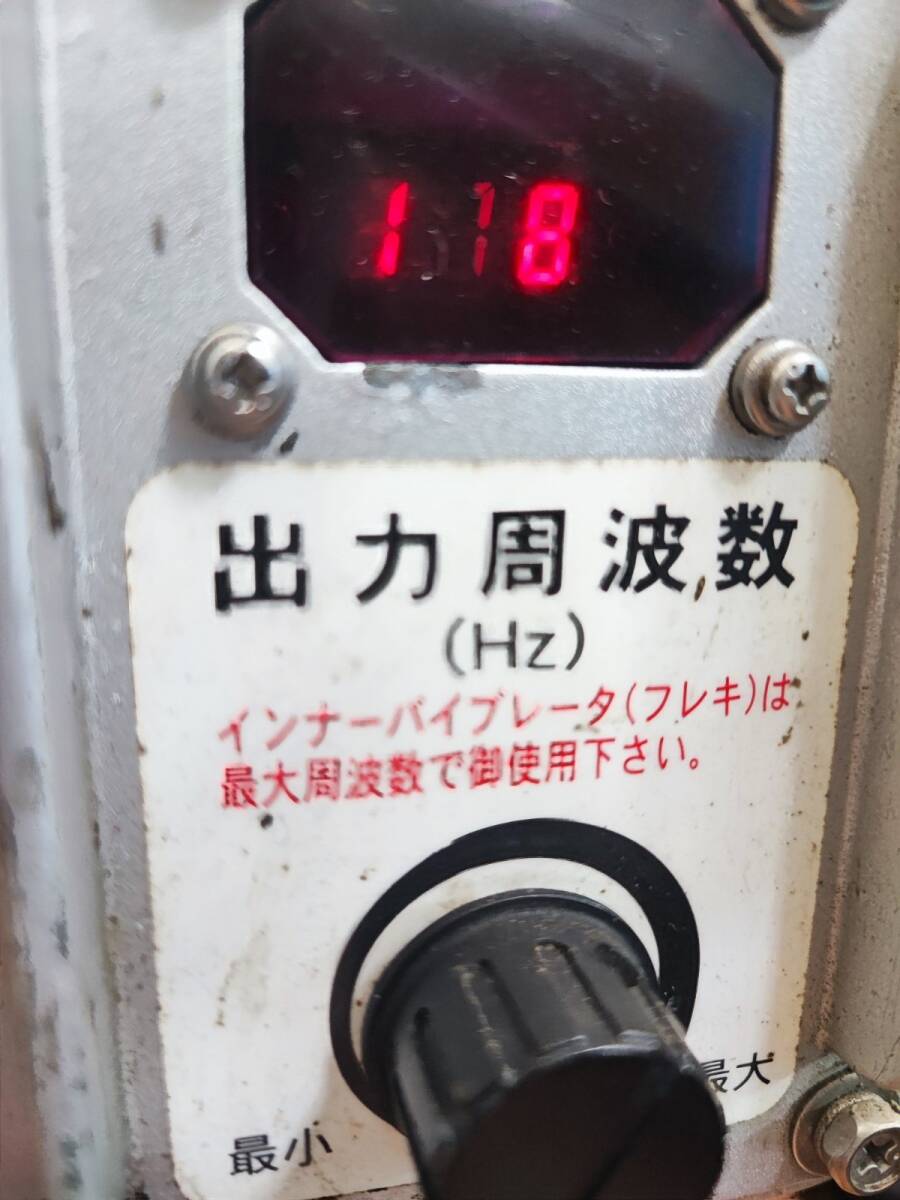 118
出力周波数
(Hz)
インナーバイブレータ(フレキ)は
最大周波数で御使用下さい。
最大
最小